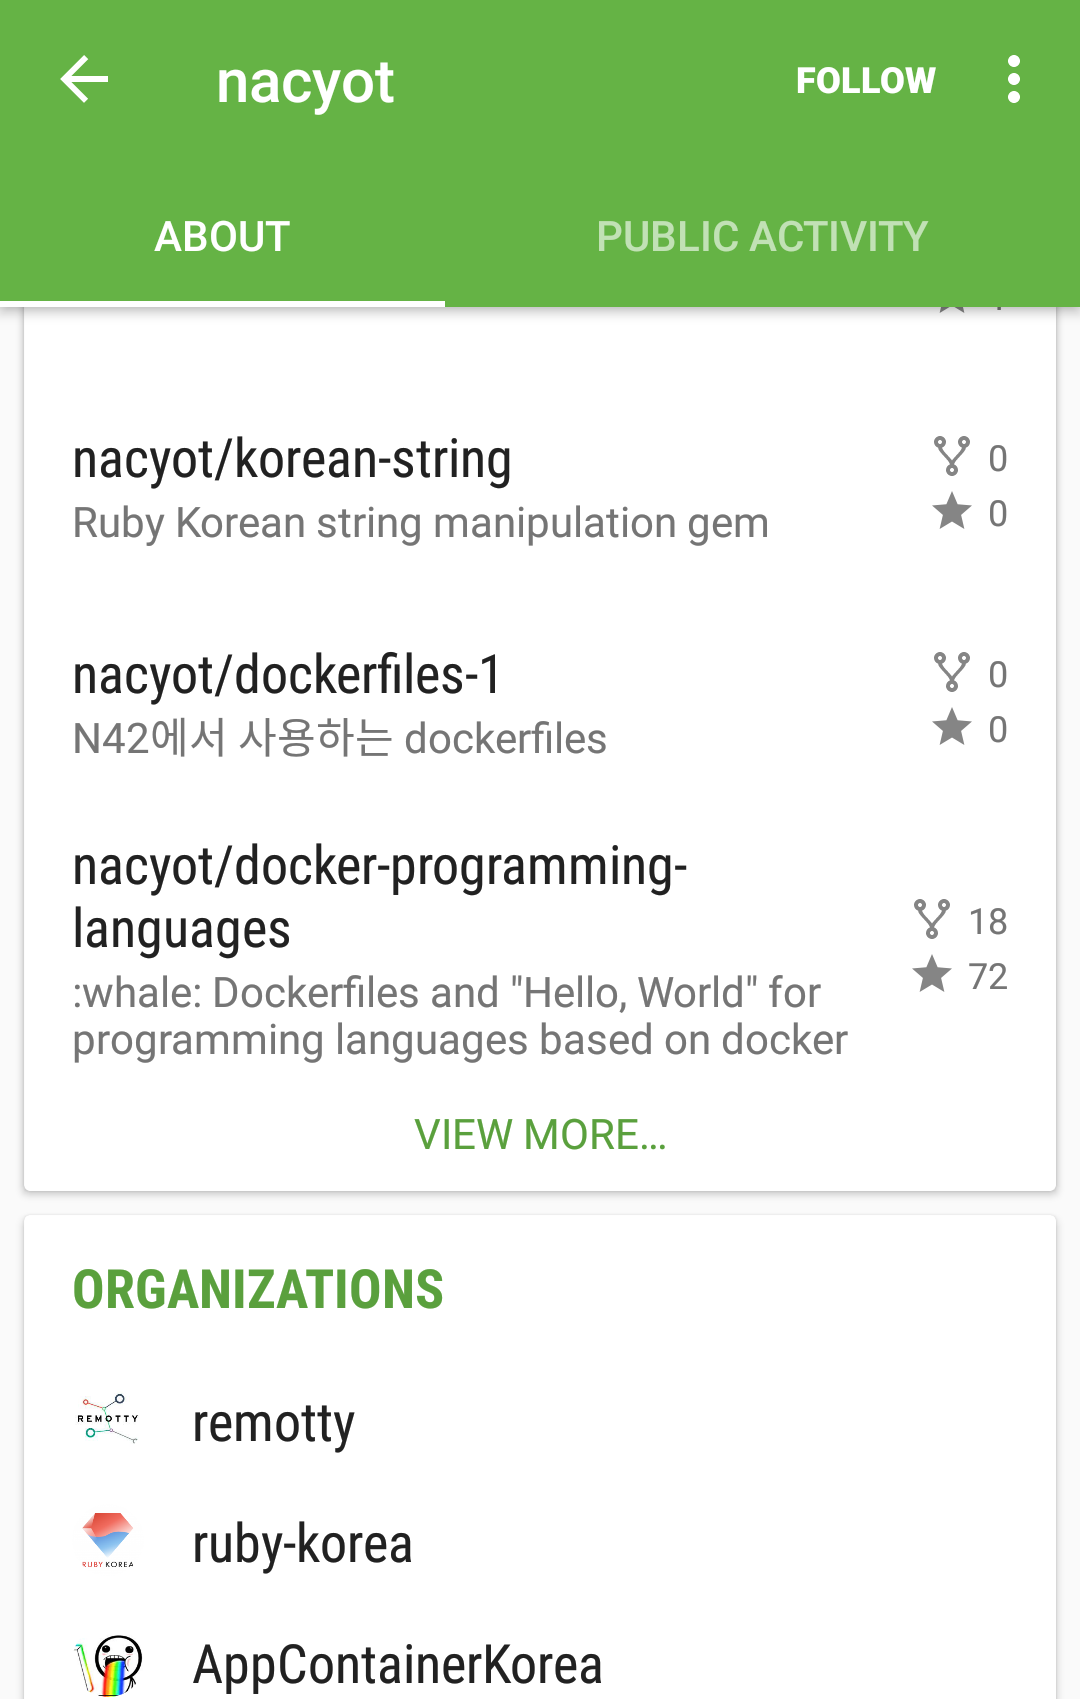 nacyot
FOLLOW
ABOUT
PUBLIC ACTIVITY
nacyot/korean-string
0
Ruby Korean string manipulation gem
0
nacyot/dockerfiles-1
0
N42에서 사용하는 dockerfiles
0
nacyot/docker-programming-
languages
18
:whale: Dockerfiles and "Hello, World" for
72
programming languages based on docker
VIEW MORE...
ORGANIZATIONS
REMOTTY
remotty
ruby-korea
RUBY KOREA
AppContainerKorea